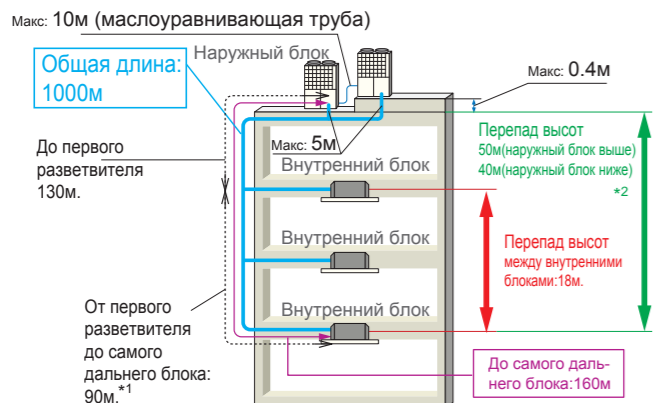 Макс: 10м (маслоуравнивающая труба)
Наружный блок
Общая длина:
1000м
Макс: 0.4м
До первого
разветвителя
130м.
Макс: 5м
Внутренний блок
Перепад высот
50м(наружный блок выше)
40м(наружный блок ниже)
*2
Внутренний блок
Перепад высот
между внутренними
блоками:18м.
Внутренний блок
От первого
разветвителя
до самого
дальнего блока:
90м.*1
До самого даль-
него блока:160м